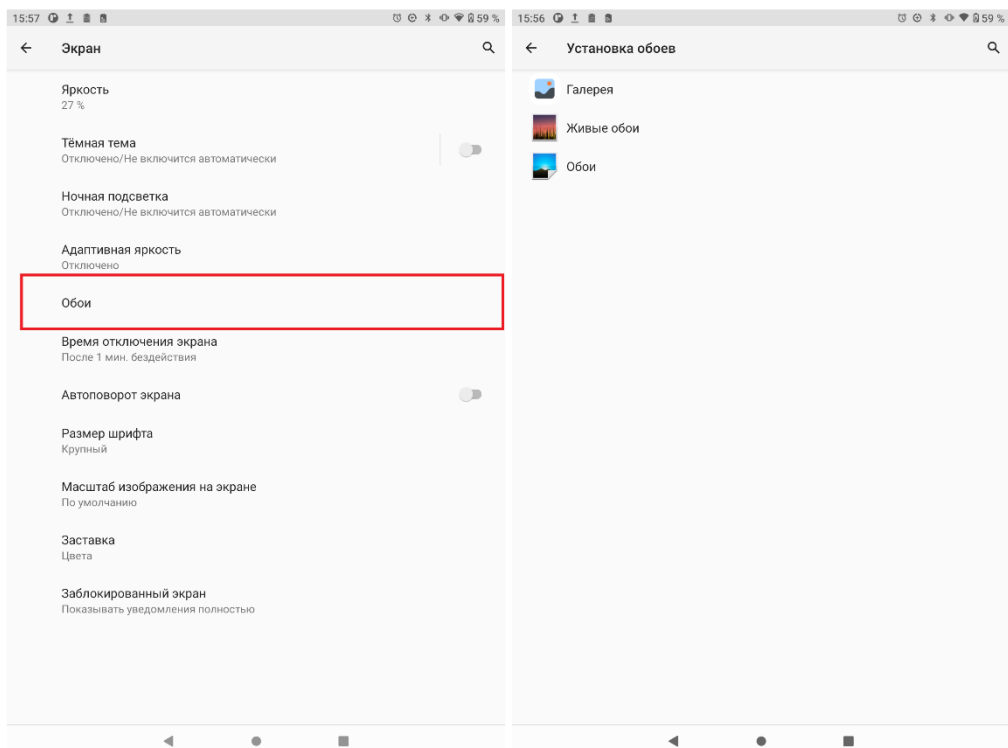 15:57 59 %
Экран
Яркость
27 %
Тёмная тема
Отключено/Не включится автоматически
Ночная подсветка
Отключено/Не включится автоматически
Адаптивная яркость
Отключено
Обои
Время отключения экрана
После 1 мин. бездействия
Автоповорот экрана
Размер шрифта
Крупный
Масштаб изображения на экране
По умолчанию
Заставка
Цвета
Заблокированный экран
Показывать уведомления полностью
15:56 59 %
Установка обоев
Галерея
Живые обои
Обои